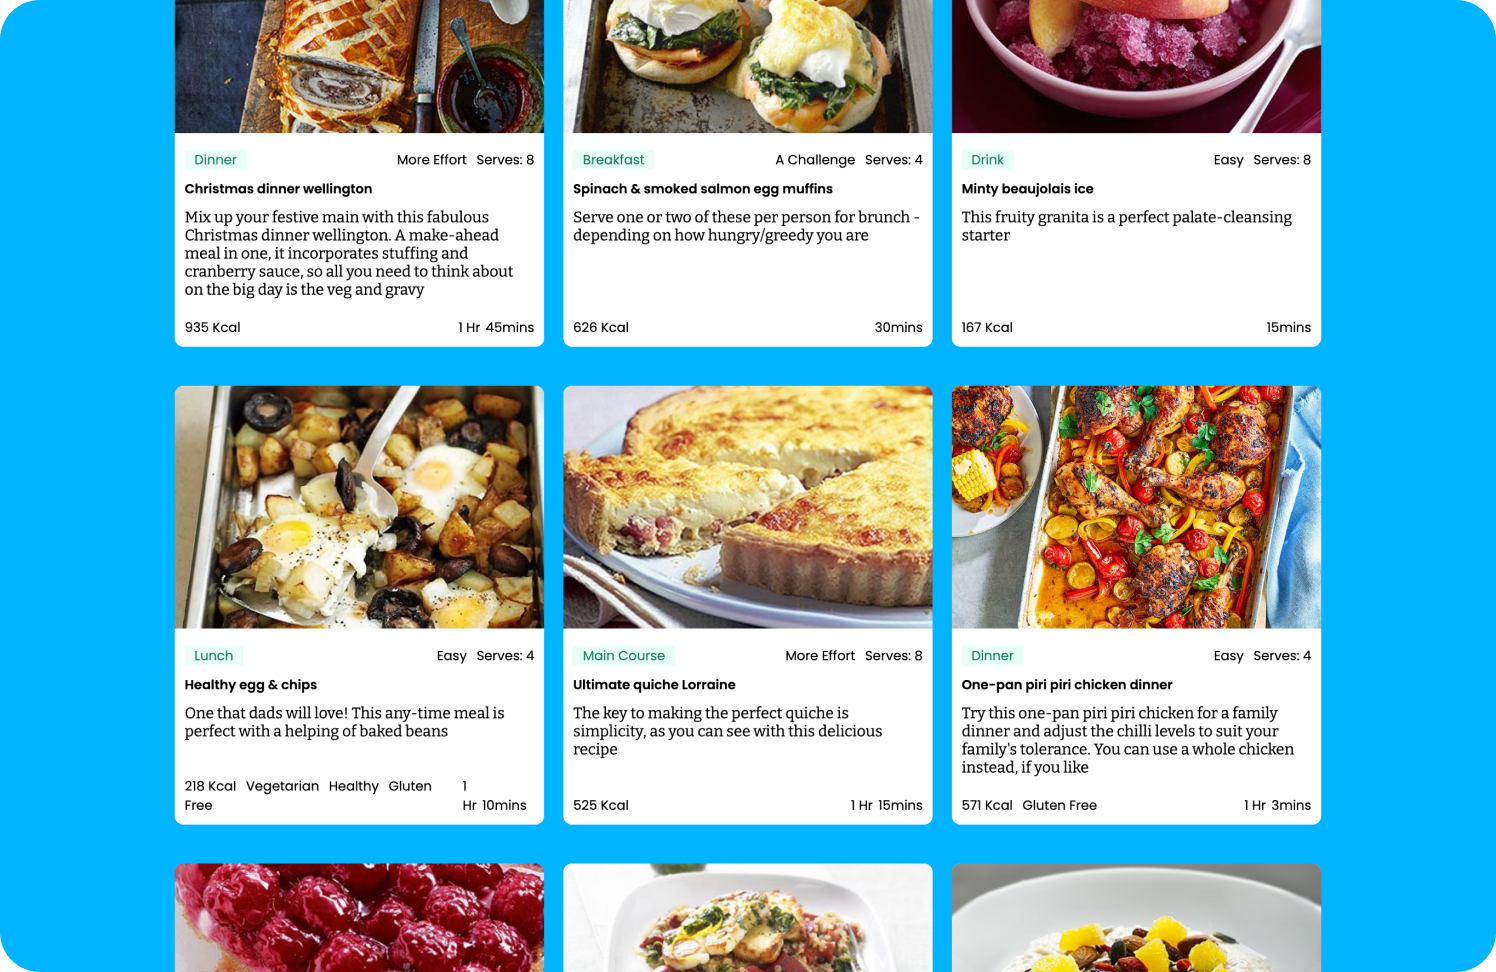 Dinner More Effort Serves: 8
Christmas dinner wellington
Mix up your festive main with this fabulous
Christmas dinner wellington. A make-ahead
meal in one, it incorporates stuffing and
cranberry sauce, so all you need to think about
on the big day is the veg and gravy
935 Kcal 1 Hr 45mins
Breakfast A Challenge Serves: 4
Spinach & smoked salmon egg muffins
Serve one or two of these per person for brunch -
depending on how hungry/greedy you are
626 Kcal 30mins
Drink Easy Serves: 8
Minty beaujolais ice
This fruity granita is a perfect palate-cleansing
starter
167 Kcal 15mins
Lunch Easy Serves: 4
Healthy egg & chips
One that dads will love! This any-time meal is
perfect with a helping of baked beans
218 Kcal Vegetarian Healthy Gluten 1
Free Hr 10mins
Main Course More Effort Serves: 8
Ultimate quiche Lorraine
The key to making the perfect quiche is
simplicity, as you can see with this delicious
recipe
525 Kcal 1 Hr 15mins
Dinner Easy Serves: 4
One-pan piri piri chicken dinner
Try this one-pan piri piri chicken for a family
dinner and adjust the chilli levels to suit your
family's tolerance. You can use a whole chicken
instead, if you like
571 Kcal Gluten Free 1 Hr 3mins